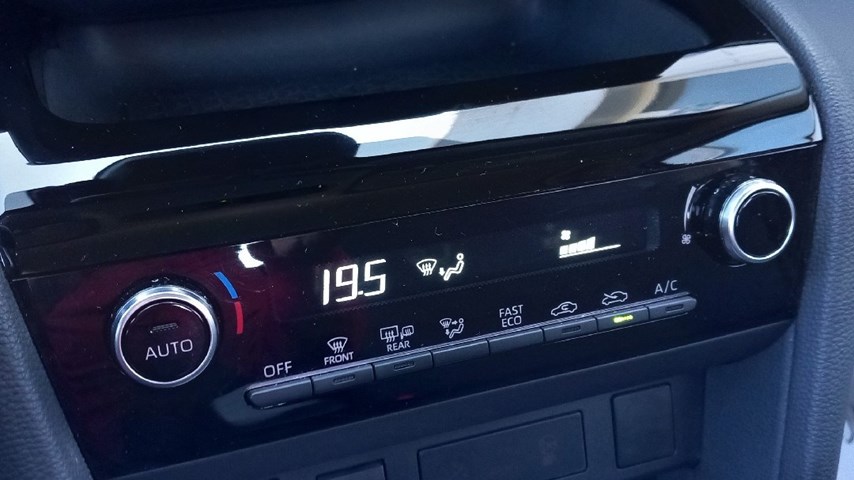 19.5
AUTO
OFF
FRONT
REAR
FAST
ECO
A/C